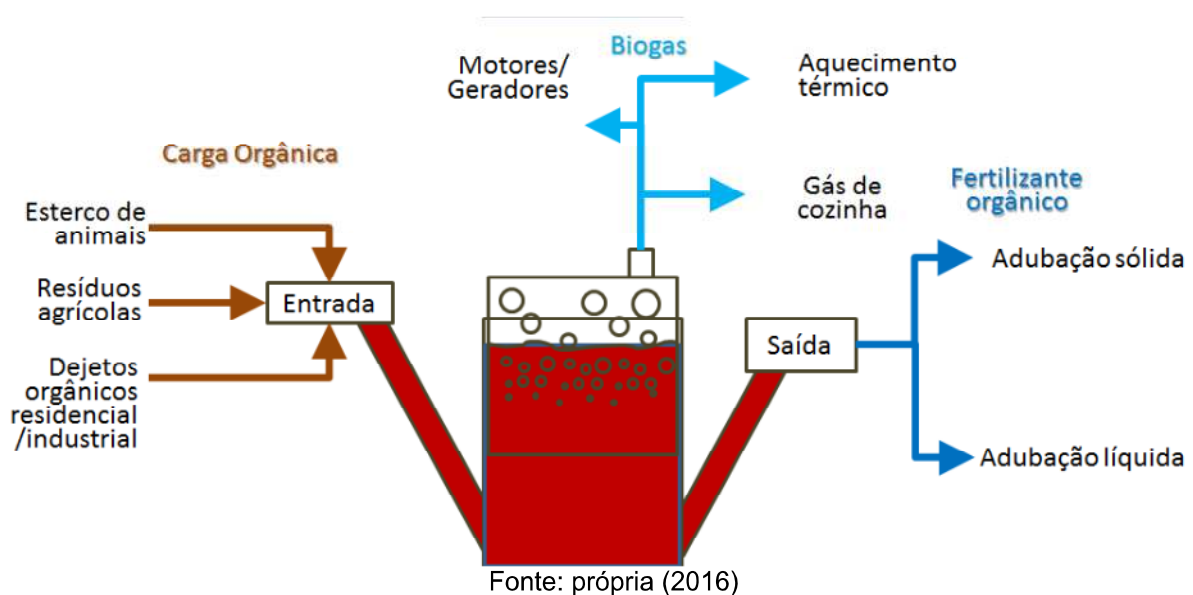 Biogas
Motores/
Geradores
Aquecimento
térmico
Carga Orgânica
Gás de
cozinha
Fertilizante
orgânico
Esterco de
animais
Resíduos
agrícolas
Dejetos
orgânicos
residencial
/industrial
Entrada
Saída
Adubação sólida
Adubação líquida
Fonte: própria (2016)